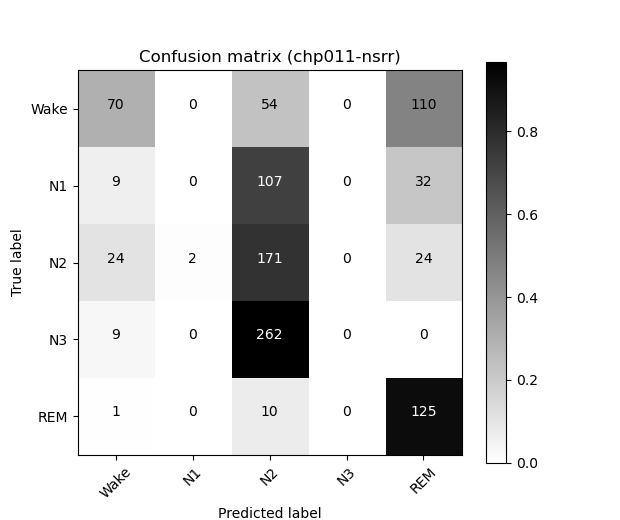 Confusion matrix (chp011-nsrr)
True label
Wake 70 0 54 0 110
N1 9 0 107 0 32
N2 24 2 171 0 24
N3 9 0 262 0 0
REM 1 0 10 0 125
Wake N1 N2 N3 REM
Predicted label
0.8
0.6
0.4
0.2
0.0